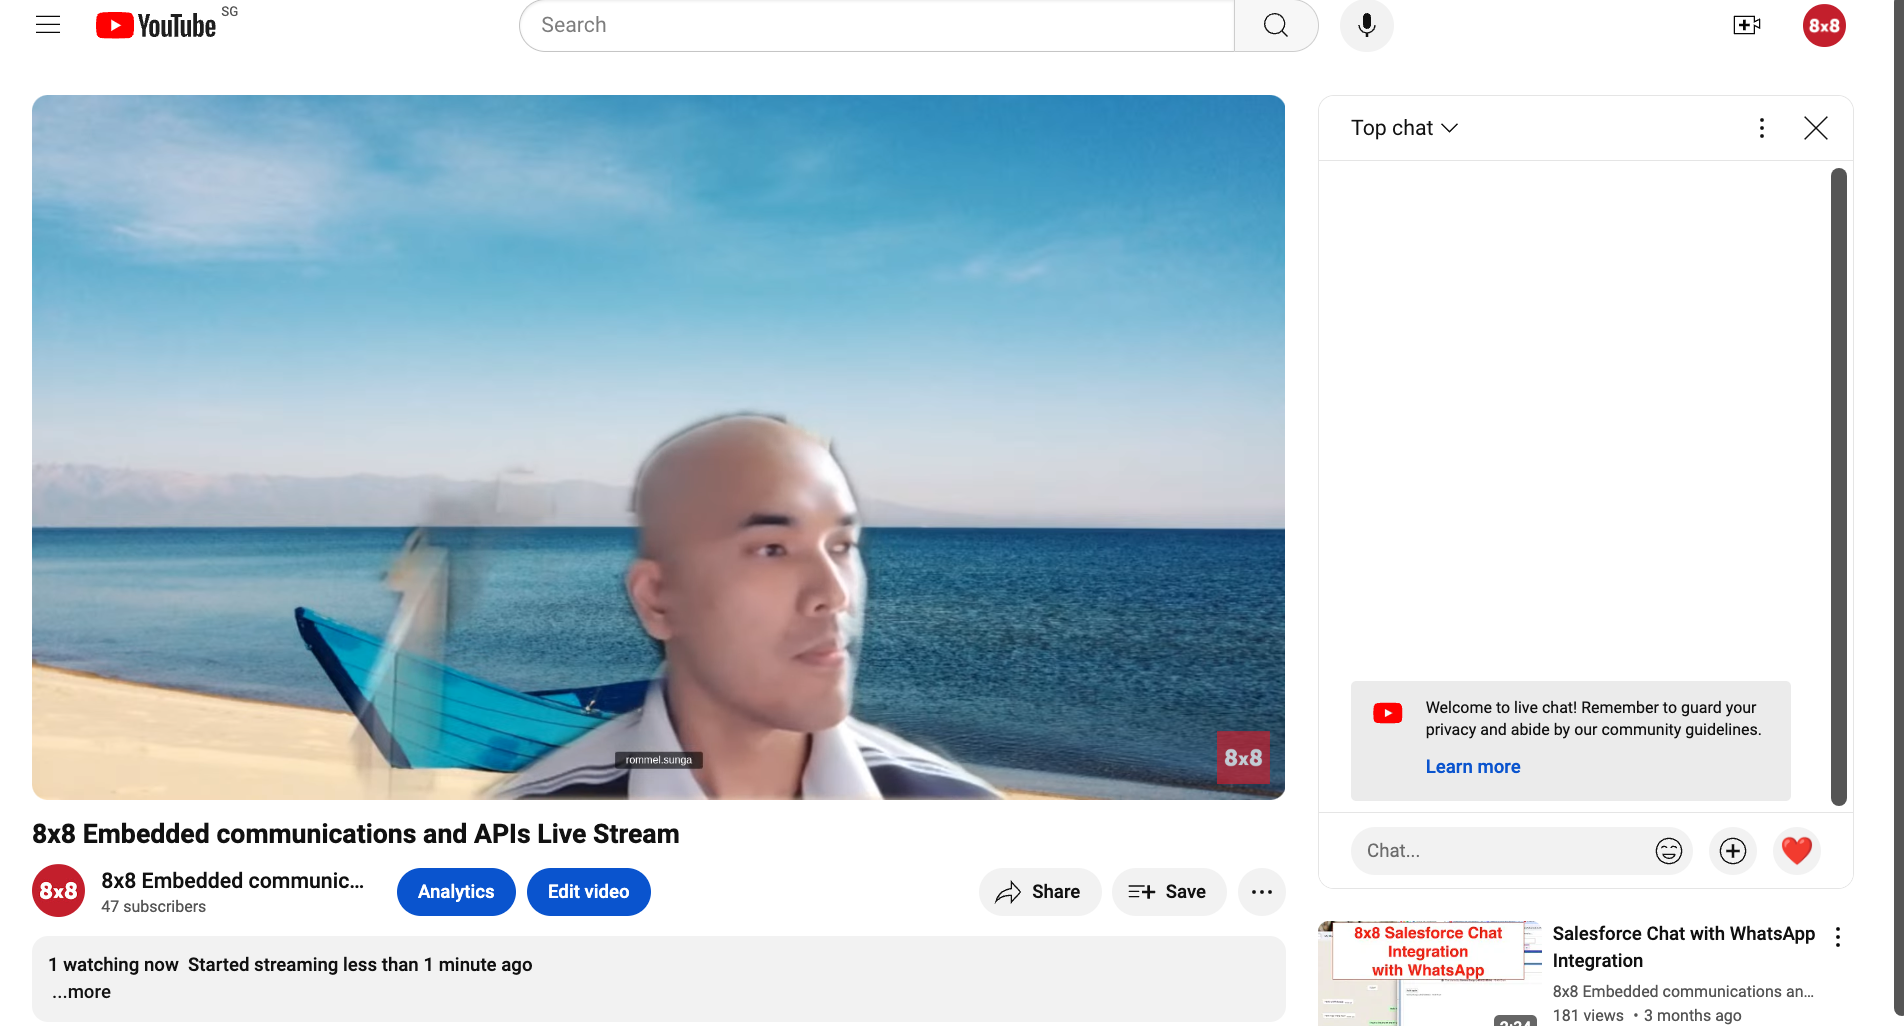 YouTube SG
Search
8x8
Top chat
rommel.sunga
8x8
Welcome to live chat! Remember to guard your
privacy and abide by our community guidelines.
Learn more
Chat...
8x8 Embedded communications and APIs Live Stream
8x8
8x8 Embedded communic...
47 subscribers
Analytics
Edit video
Share
Save
1 watching now Started streaming less than 1 minute ago
...more
8x8 Salesforce Chat
Integration
with WhatsApp
Salesforce Chat with WhatsApp
Integration
8x8 Embedded communications an...
181 views • 3 months ago